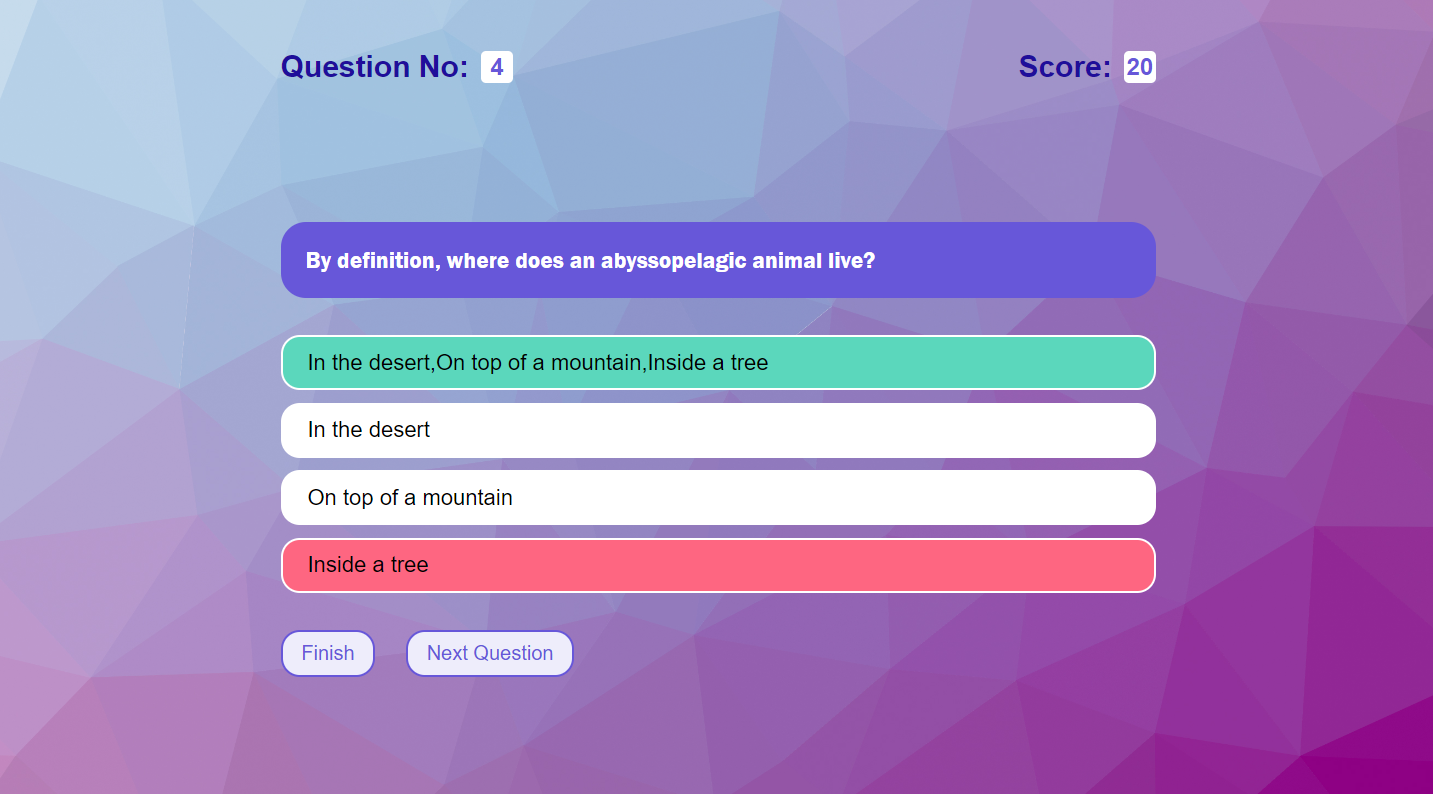 Question No: 4
Score: 20
By definition, where does an abyssopelagic animal live?
In the desert,On top of a mountain,Inside a tree
In the desert
On top of a mountain
Inside a tree
Finish
Next Question